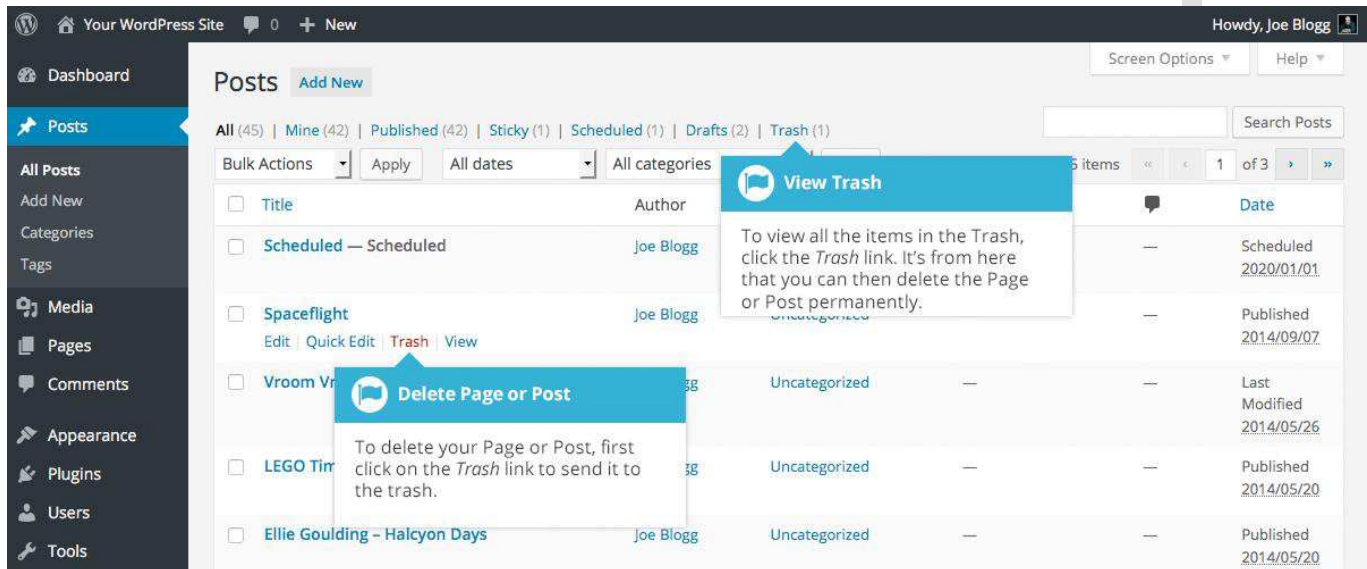 Your WordPress Site 0 + New Howdy, Joe Blogg
Dashboard
Posts
All Posts
Add New
Categories
Tags
Media
Pages
Comments
Appearance
Plugins
Users
Tools
Screen Options Help
Posts Add New
All (45) | Mine (42) | Published (42) | Sticky (1) | Scheduled (1) | Drafts (2) | Trash (1)
Search Posts
Bulk Actions Apply All dates All categories items « ‹ 1 of 3 › »
Title Author Date
Scheduled — Scheduled Joe Blogg — Scheduled
2020/01/01
Spaceflight Joe Blogg Uncategorized — Published
2014/09/07
Edit | Quick Edit | Trash | View
Vroom Uncategorized — — Last
Modified
2014/05/26
LEGO Uncategorized — — Published
2014/05/20
Ellie Goulding – Halcyon Days Joe Blogg Uncategorized — — Published
2014/05/20
View Trash
To view all the items in the Trash,
click the Trash link. It’s from here
that you can then delete the Page
or Post permanently.
Delete Page or Post
To delete your Page or Post, first
click on the Trash link to send it to
the trash.